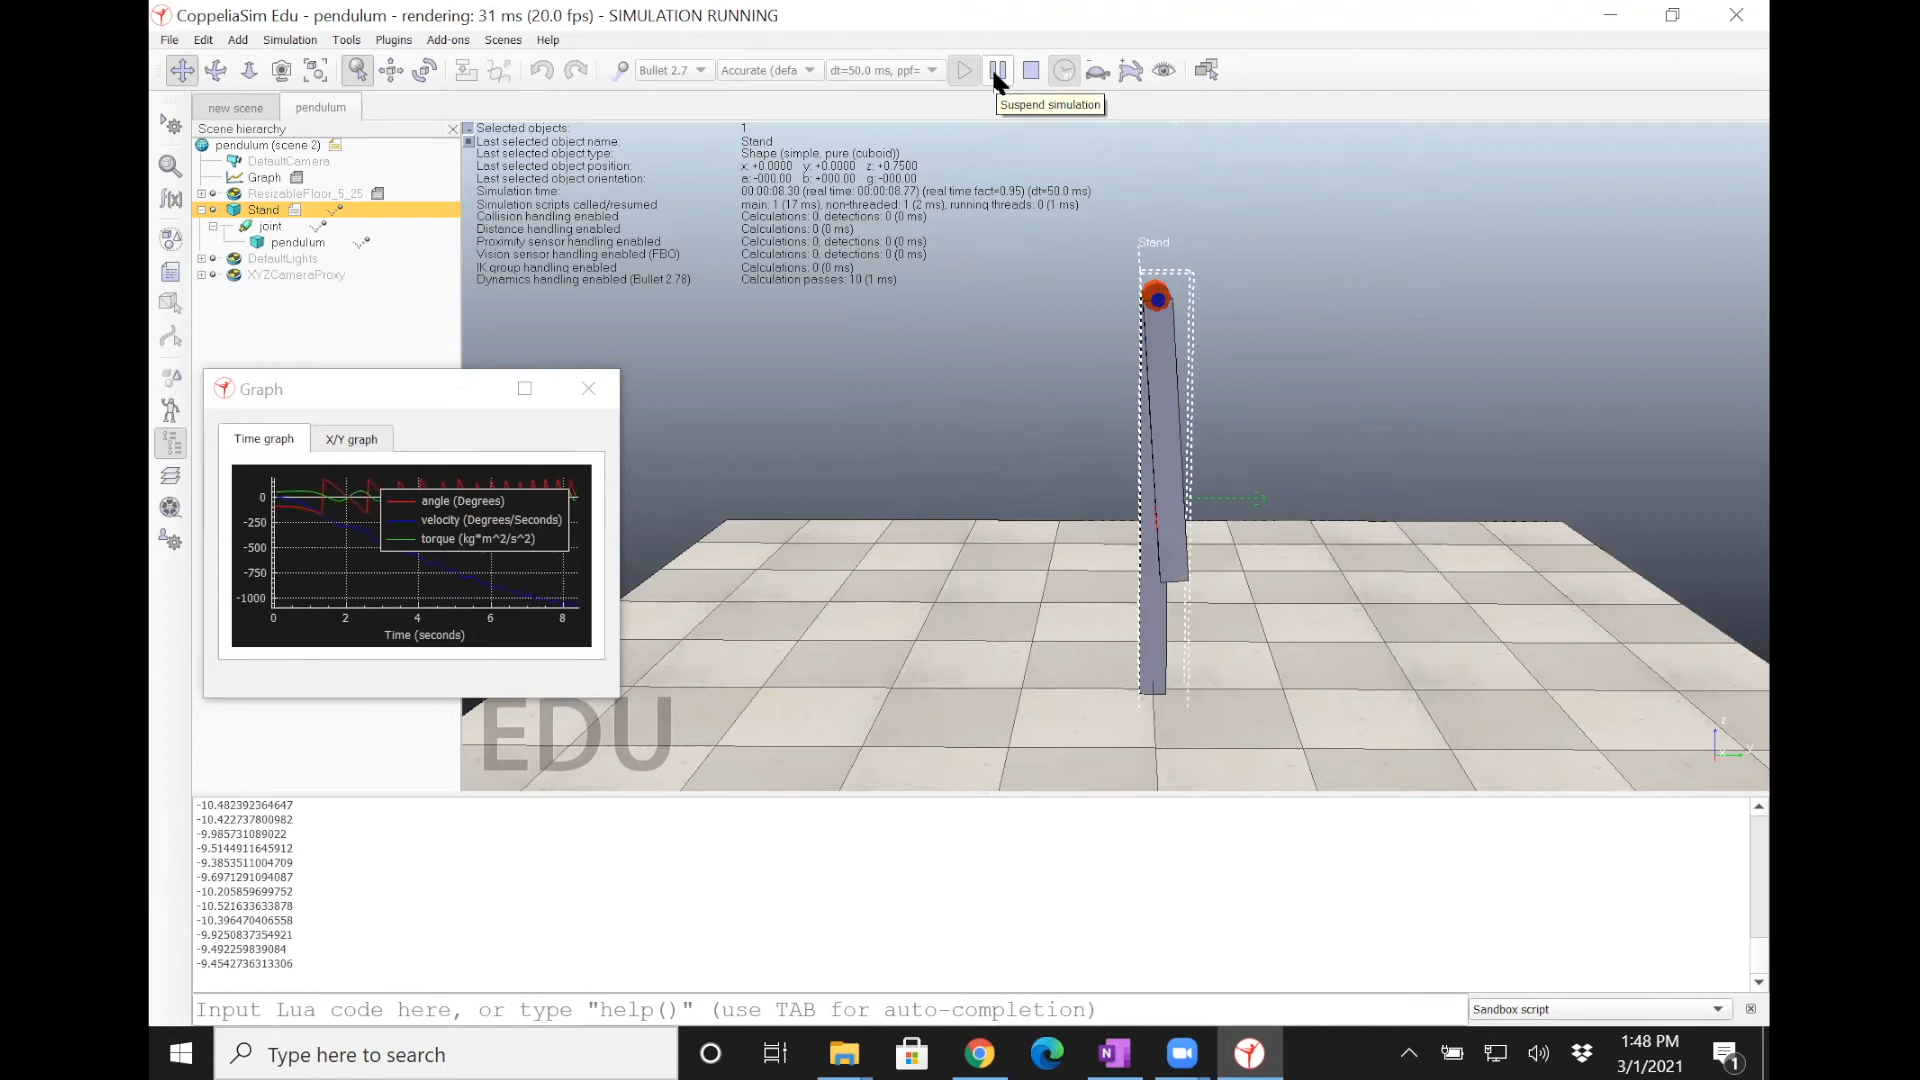 CoppeliaSim Edu - pendulum - rendering: 31 ms (20.0 fps) - SIMULATION RUNNING
File Edit Add Simulation Tools Plugins Add-ons Scenes Help
Bullet 2.7 Accurate (defa dt=50.0 ms, ppf=
Suspend simulation
new scene pendulum
Scene hierarchy
pendulum (scene 2)
DefaultCamera
Graph
ResizableFloor_5_25
Stand
joint
pendulum
DefaultLights
XYZCameraProxy
Selected objects: 1
Last selected object name: Stand
Last selected object type: Shape (simple, pure (cuboid))
Last selected object position: x: +0.0000 y: +0.0000 z: +0.7500
Last selected object orientation: a: -000.00 b: +000.00 g: -000.00
Simulation time: 00:00:08.30 (real time: 00:00:08.77) (real time fact=0.95) (dt=50.0 ms)
Simulation scripts called/resumed main: 1 (17 ms), non-threaded: 1 (2 ms), running threads: 0 (1 ms)
Collision handling enabled Calculations: 0, detections: 0 (0 ms)
Distance handling enabled Calculations: 0 (0 ms)
Proximity sensor handling enabled Calculations: 0, detections: 0 (0 ms)
Vision sensor handling enabled (FBO) Calculations: 0, detections: 0 (0 ms)
IK group handling enabled Calculations: 0 (0 ms)
Dynamics handling enabled (Bullet 2.78) Calculation passes: 10 (1 ms)
Stand
Graph
Time graph X/Y graph
0
-250
-500
-750
-1000
angle (Degrees)
velocity (Degrees/Seconds)
torque (kg*m^2/s^2)
0 2 4 6 8
Time (seconds)
EDU
z
y
-10.482392364647
-10.422737800982
-9.985731089022
-9.5144911645912
-9.3853511004709
-9.6971291094087
-10.205859699752
-10.521633633878
-10.396470406558
-9.9250837354921
-9.492259839084
-9.4542736313306
Input Lua code here, or type "help()" (use TAB for auto-completion)
Sandbox script
Type here to search
1:48 PM
3/1/2021
1